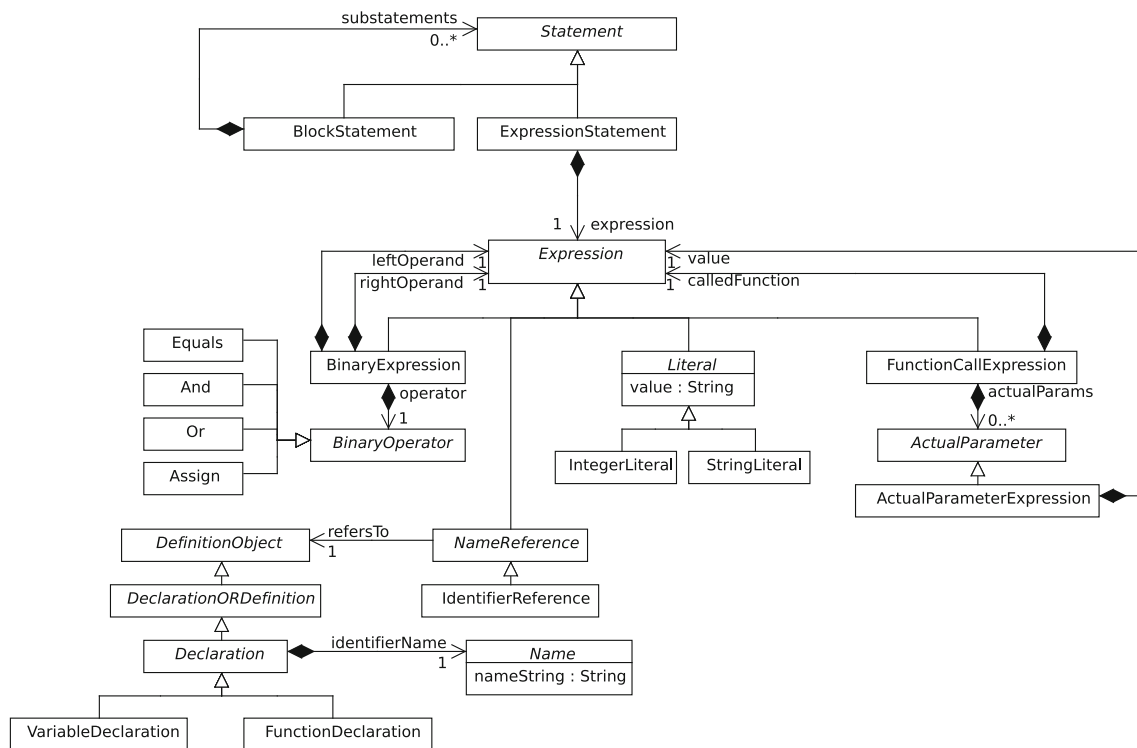 substatements
0..*
Statement
BlockStatement
ExpressionStatement
1
expression
Expression
leftOperand
1
rightOperand
1
1
value
1
calledFunction
Equals
And
Or
Assign
BinaryExpression
operator
1
BinaryOperator
Literal
value : String
IntegerLiteral
StringLiteral
FunctionCallExpression
actualParams
0..*
ActualParameter
ActualParameterExpression
DefinitionObject
refersTo
1
NameReference
DeclarationORDefinition
IdentifierReference
Declaration
identifierName
1
Name
nameString : String
VariableDeclaration
FunctionDeclaration